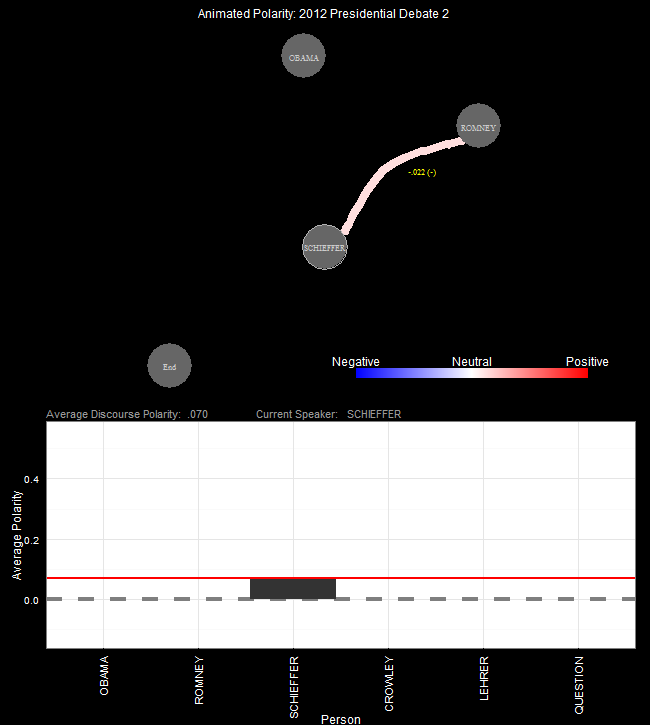 Animated Polarity: 2012 Presidential Debate 2
OBAMA
ROMNEY
-.022 (-)
SCHIEFFER
End
Negative Neutral Positive
Average Discourse Polarity: .070 Current Speaker: SCHIEFFER
0.4
0.2
0.0
Average Polarity
OBAMA
ROMNEY
SCHIEFFER
CROWLEY
LEHRER
QUESTION
Person